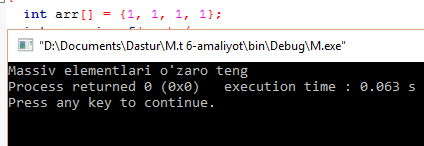 int arr[] = {1, 1, 1, 1};
"D:\Documents\Dastur\M.t 6-amaliyot\bin\Debug\M.exe"
Massiv elementlari o'zaro teng
Process returned 0 (0x0)   execution time : 0.063 s
Press any key to continue.